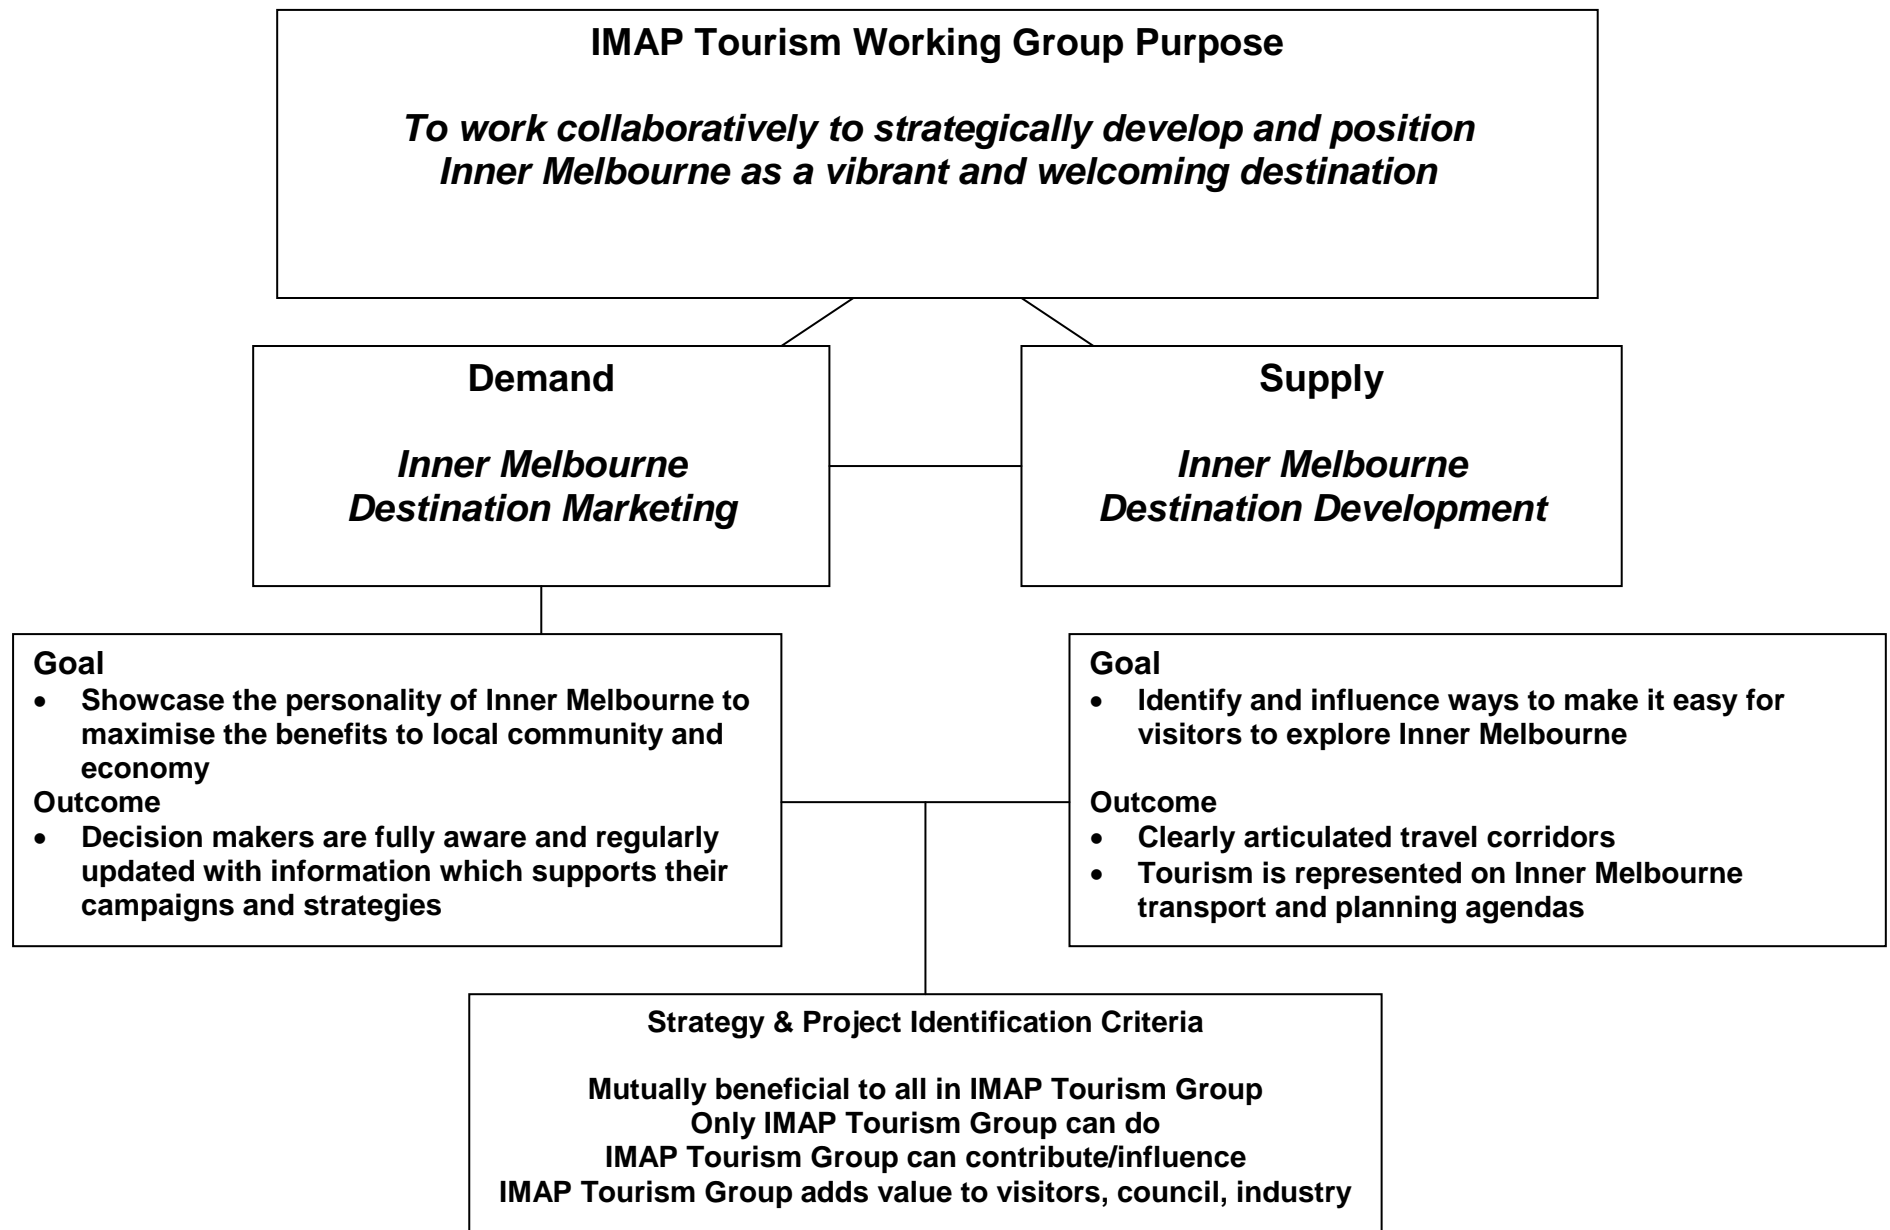 IMAP Tourism Working Group Purpose
To work collaboratively to strategically develop and position
Inner Melbourne as a vibrant and welcoming destination
Demand
Inner Melbourne
Destination Marketing
Supply
Inner Melbourne
Destination Development
Goal
• Showcase the personality of Inner Melbourne to
maximise the benefits to local community and
economy
Outcome
• Decision makers are fully aware and regularly
updated with information which supports their
campaigns and strategies
Goal
• Identify and influence ways to make it easy for
visitors to explore Inner Melbourne
Outcome
• Clearly articulated travel corridors
• Tourism is represented on Inner Melbourne
transport and planning agendas
Strategy & Project Identification Criteria
Mutually beneficial to all in IMAP Tourism Group
Only IMAP Tourism Group can do
IMAP Tourism Group can contribute/influence
IMAP Tourism Group adds value to visitors, council, industry